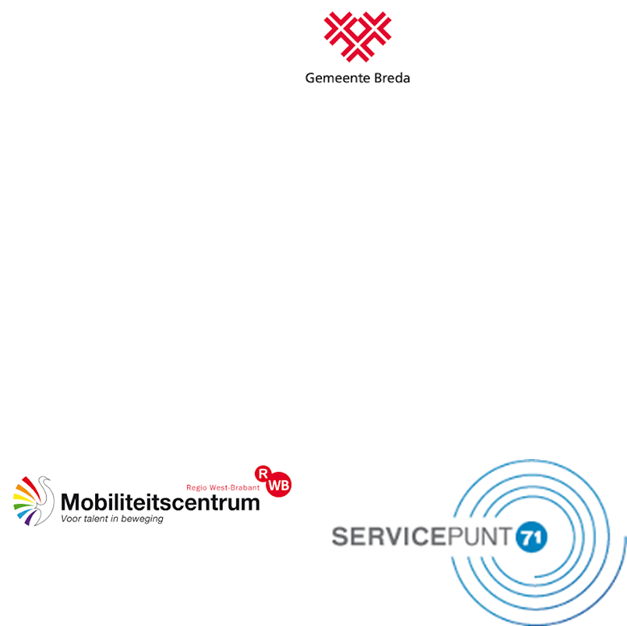 Gemeente Breda
R
WB
Regio West-Brabant
Mobiliteitscentrum
Voor talent in beweging
SERVICEPUNT 71